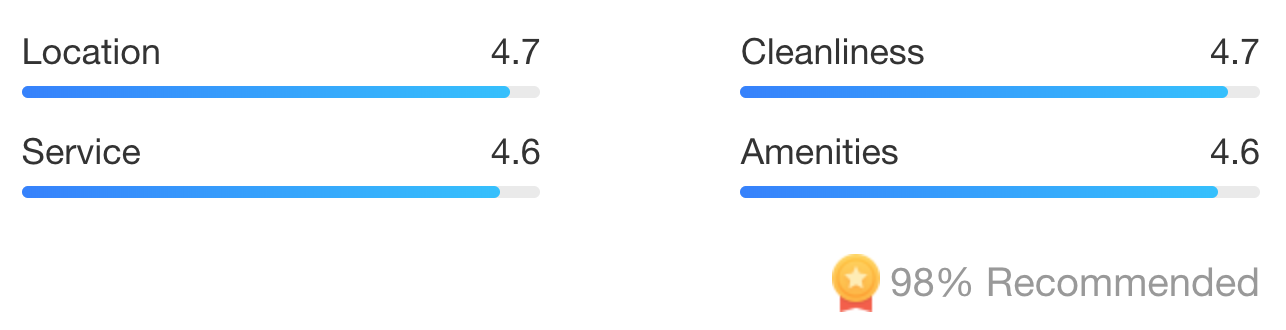 Location 4.7
Cleanliness 4.7
Service 4.6
Amenities 4.6
98% Recommended